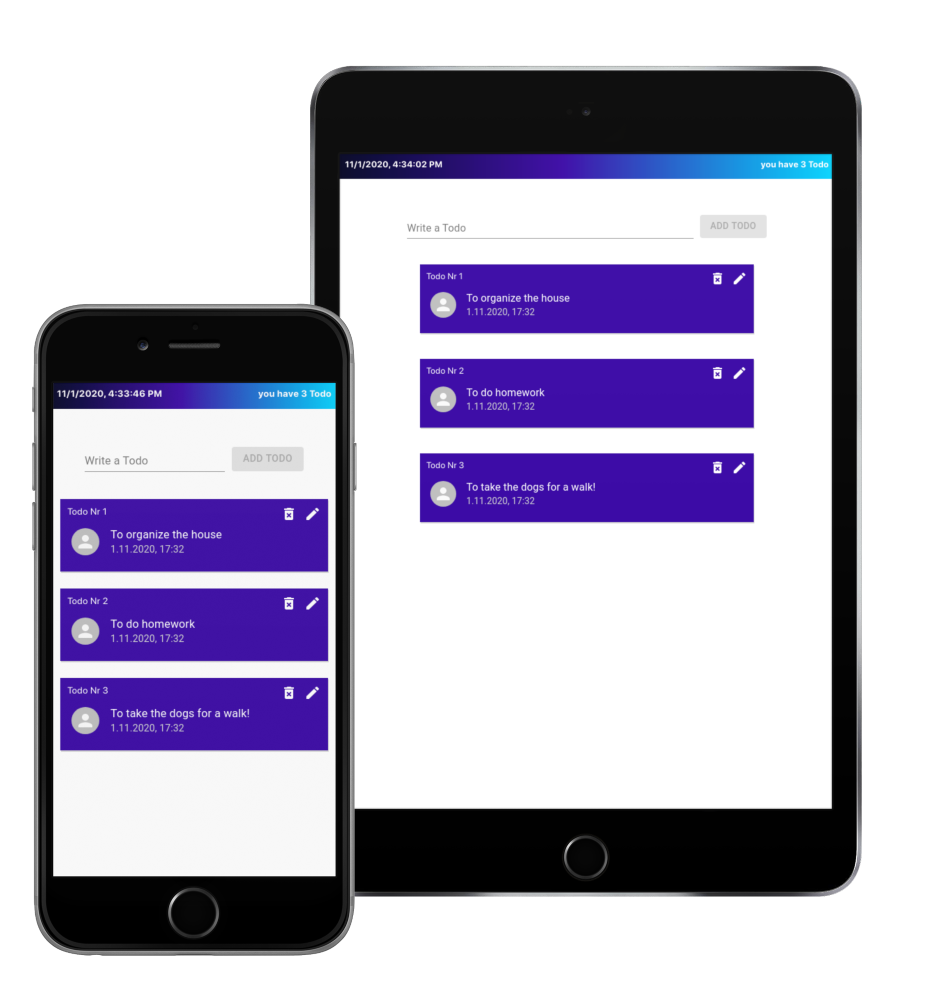 11/1/2020, 4:34:02 PM you have 3 Todo
Write a Todo ADD TODO
Todo Nr 1
To organize the house
1.11.2020, 17:32
Todo Nr 2
To do homework
1.11.2020, 17:32
Todo Nr 3
To take the dogs for a walk!
1.11.2020, 17:32
11/1/2020, 4:33:46 PM you have 3 Todo
Write a Todo ADD TODO
Todo Nr 1
To organize the house
1.11.2020, 17:32
Todo Nr 2
To do homework
1.11.2020, 17:32
Todo Nr 3
To take the dogs for a walk!
1.11.2020, 17:32